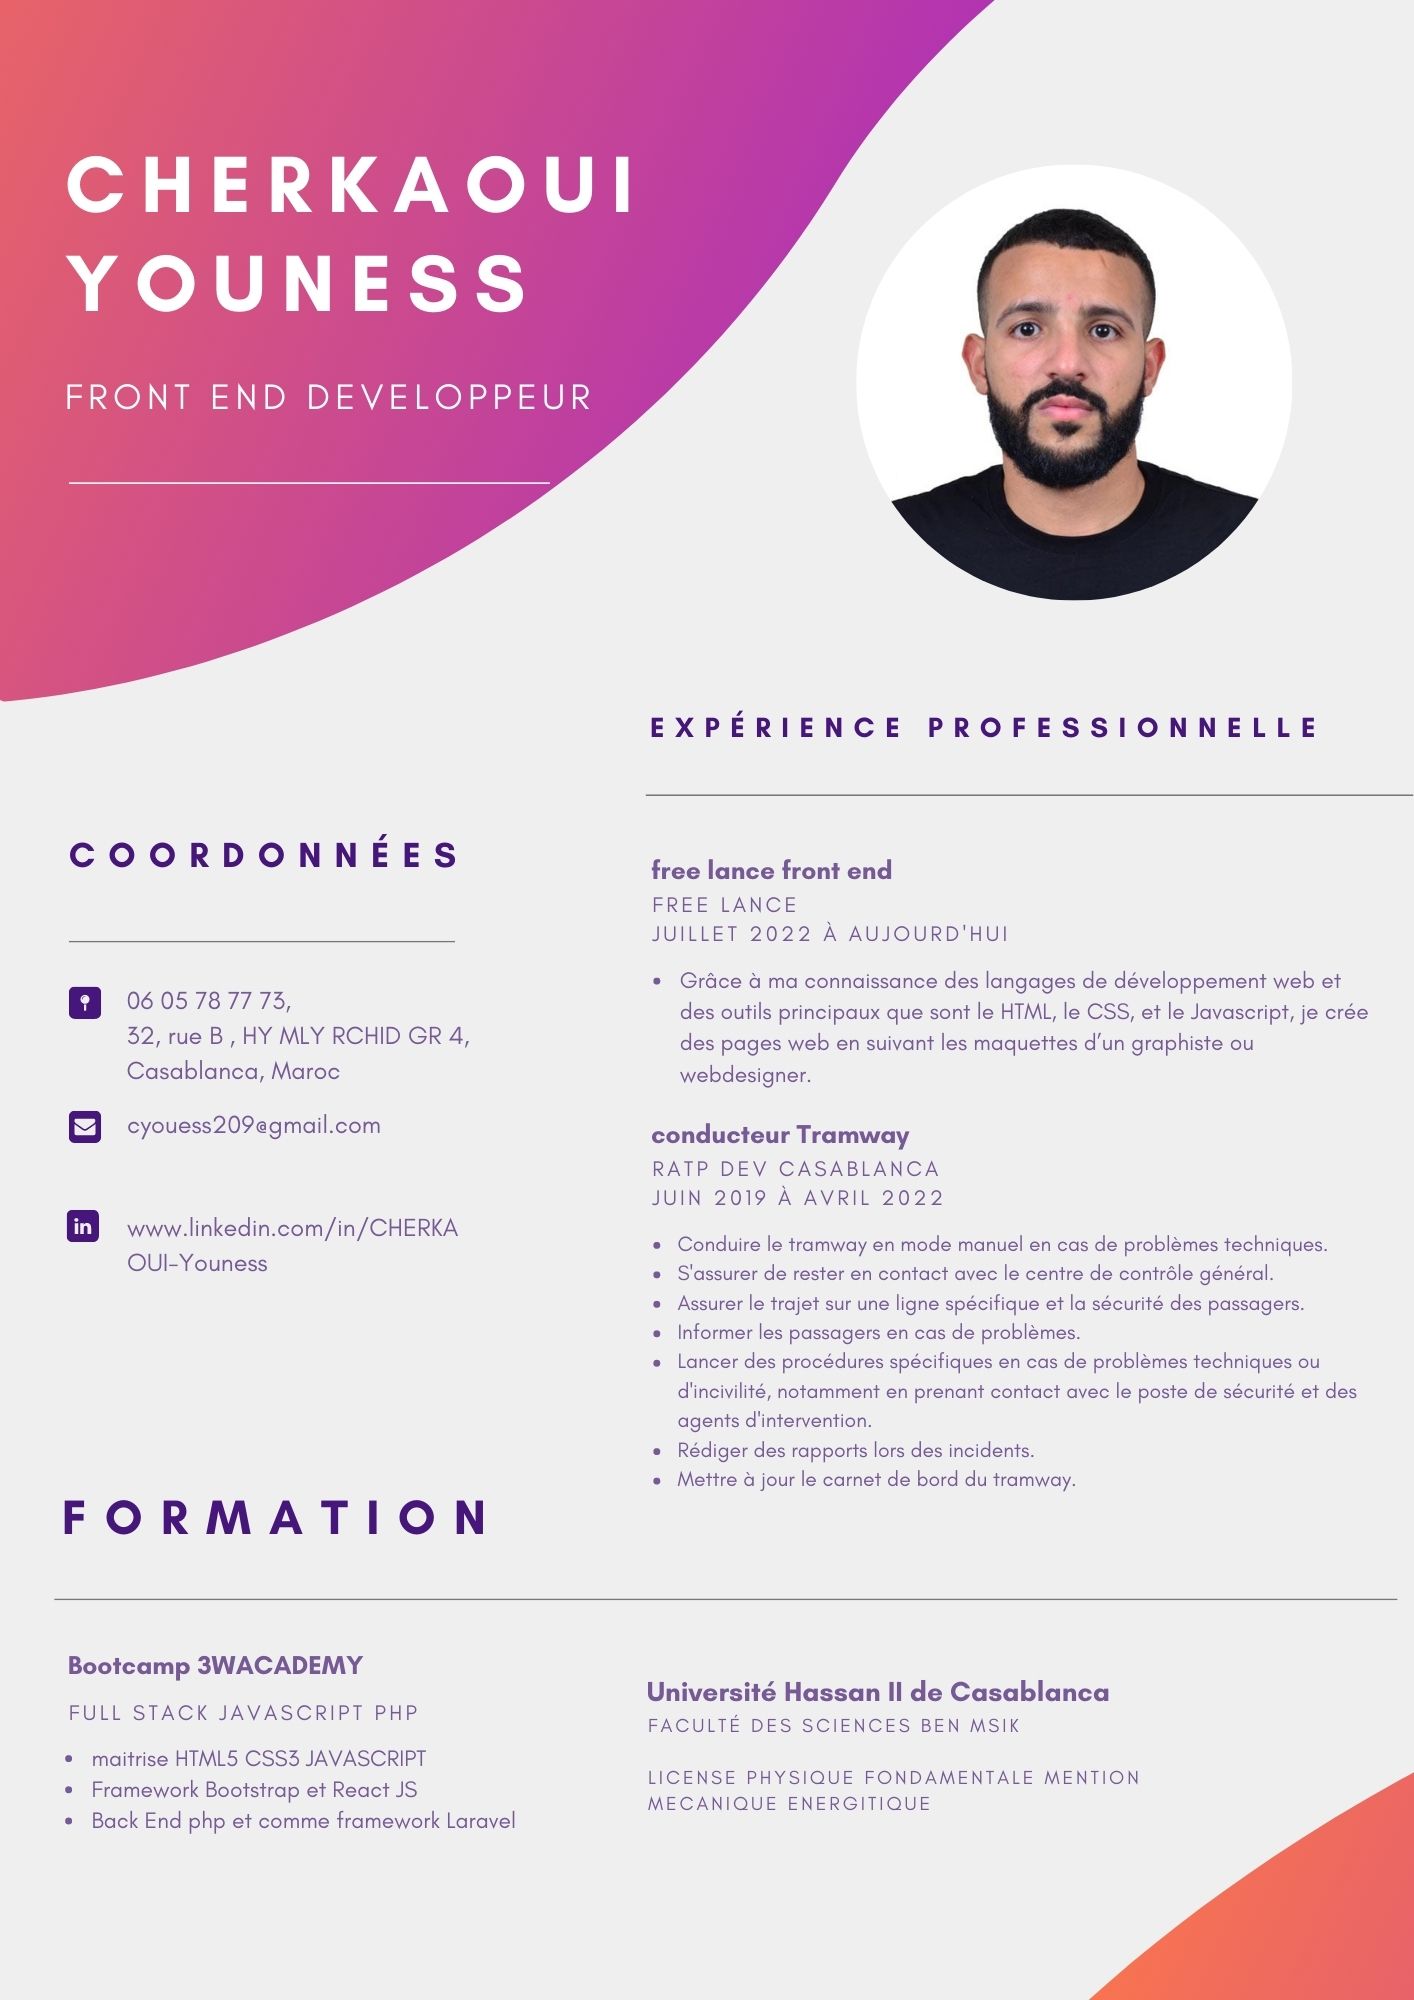 CHERKAOUI
YOUNESS
FRONT END DEVELOPPEUR
EXPÉRIENCE PROFESSIONNELLE
COORDONNÉES
06 05 78 77 73,
32, rue B , HY MLY RCHID GR 4,
Casablanca, Maroc
cyouess209@gmail.com
in
www.linkedin.com/in/CHERKA
OUI-Youness
free lance front end
FREE LANCE
JUILLET 2022 À AUJOURD'HUI
• Grâce à ma connaissance des langages de développement web et
des outils principaux que sont le HTML, le CSS, et le Javascript, je crée
des pages web en suivant les maquettes d’un graphiste ou
webdesigner.
conducteur Tramway
RATP DEV CASABLANCA
JUIN 2019 À AVRIL 2022
• Conduire le tramway en mode manuel en cas de problèmes techniques.
• S'assurer de rester en contact avec le centre de contrôle général.
• Assurer le trajet sur une ligne spécifique et la sécurité des passagers.
• Informer les passagers en cas de problèmes.
• Lancer des procédures spécifiques en cas de problèmes techniques ou
d'incivilité, notamment en prenant contact avec le poste de sécurité et des
agents d'intervention.
• Rédiger des rapports lors des incidents.
• Mettre à jour le carnet de bord du tramway.
FORMATION
Bootcamp 3WACADEMY
FULL STACK JAVASCRIPT PHP
• maitrise HTML5 CSS3 JAVASCRIPT
• Framework Bootstrap et React JS
• Back End php et comme framework Laravel
Université Hassan II de Casablanca
FACULTÉ DES SCIENCES BEN MSIK
LICENSE PHYSIQUE FONDAMENTALE MENTION
MECANIQUE ENERGITIQUE